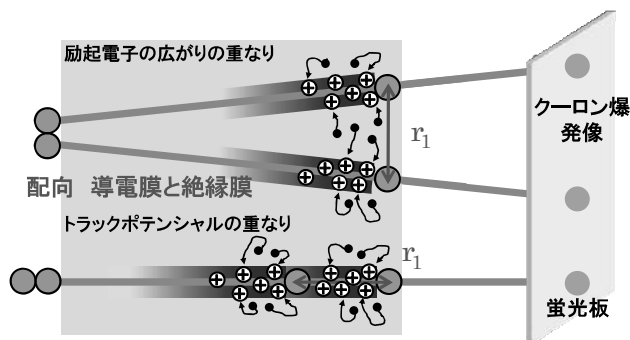 励起電子の広がりの重なり
クーロン爆
発像
r₁
配向 導電膜と絶縁膜
トラックポテンシャルの重なり
r₁
蛍光板